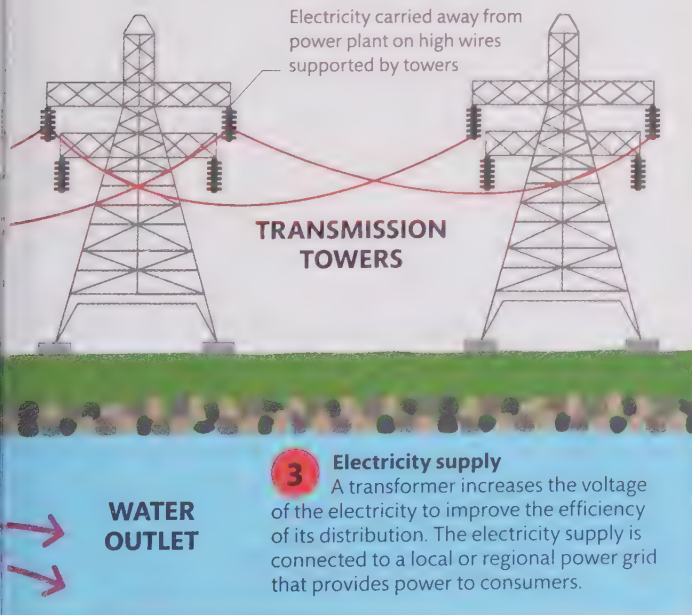 Electricity carried away from
power plant on high wires
supported by towers
TRANSMISSION
TOWERS
WATER
OUTLET
3
Electricity supply
A transformer increases the voltage
of the electricity to improve the efficiency
of its distribution. The electricity supply is
connected to a local or regional power grid
that provides power to consumers.